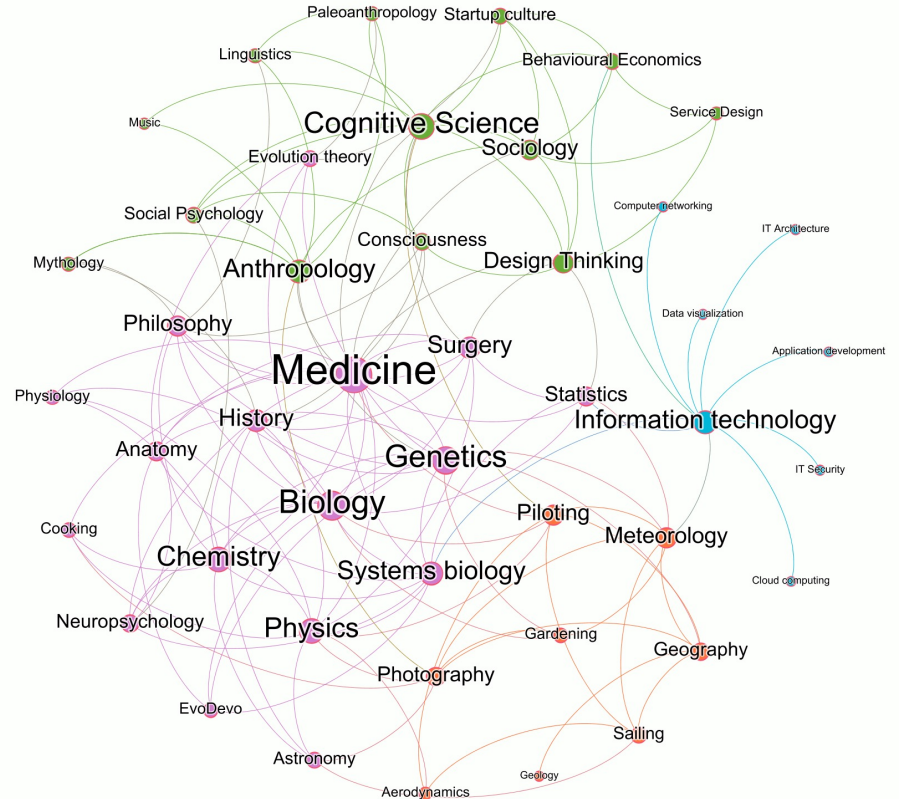 Paleoanthropology
Startup culture
Linguistics
Behavioural Economics
Music
Cognitive Science
Service Design
Sociology
Evolution theory
Computer networking
Social Psychology
IT Architecture
Consciousness
Mythology
Anthropology
Design Thinking
Data visualization
Philosophy
Surgery
Application development
Medicine
Physiology
Statistics
History
Information technology
Anatomy
Genetics
IT Security
Biology
Piloting
Cooking
Meteorology
Chemistry
Systems biology
Cloud computing
Neuropsychology
Physics
Gardening
Geography
Photography
EvoDevo
Sailing
Astronomy
Geology
Aerodynamics